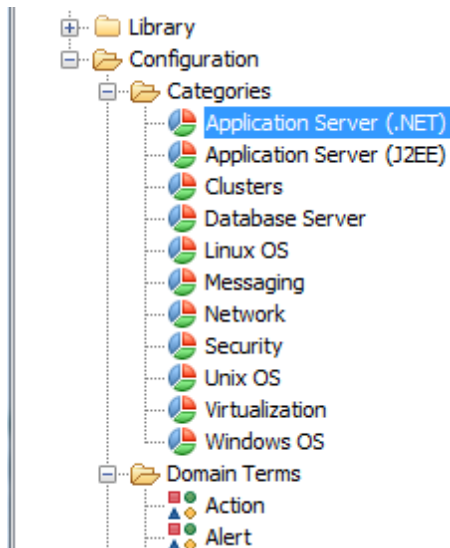 Library
Configuration
Categories
Application Server (.NET)
Application Server (J2EE)
Clusters
Database Server
Linux OS
Messaging
Network
Security
Unix OS
Virtualization
Windows OS
Domain Terms
Action
Alert